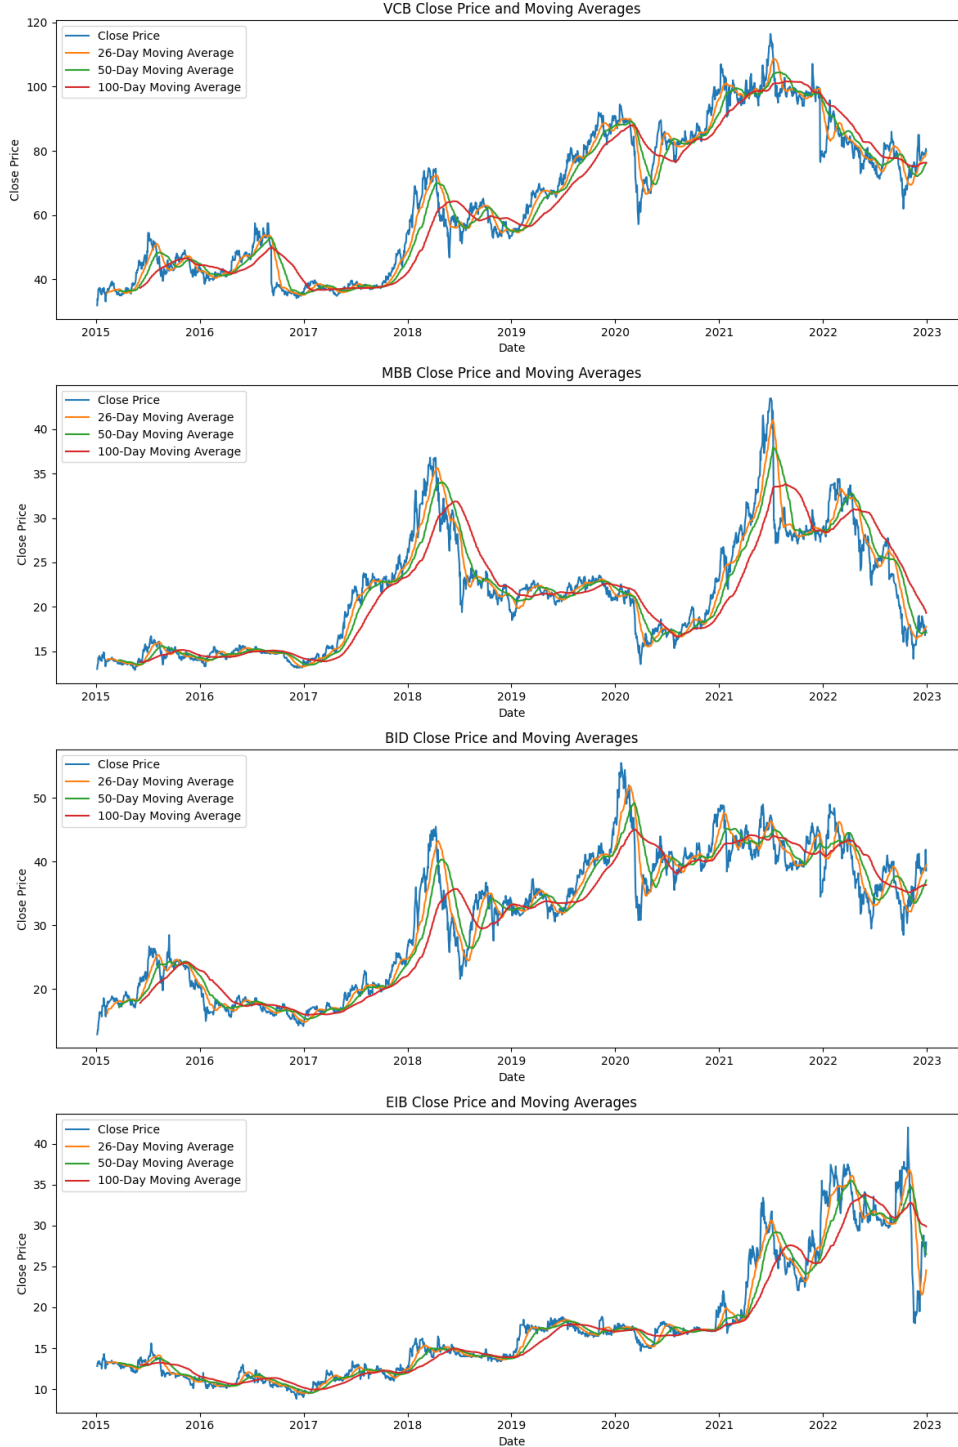 VCB Close Price and Moving Averages
120
100
80
60
40
Close Price
Close Price
26-Day Moving Average
50-Day Moving Average
100-Day Moving Average
2015 2016 2017 2018 2019 2020 2021 2022 2023
Date
MBB Close Price and Moving Averages
40
35
30
25
20
15
Close Price
Close Price
26-Day Moving Average
50-Day Moving Average
100-Day Moving Average
2015 2016 2017 2018 2019 2020 2021 2022 2023
Date
BID Close Price and Moving Averages
50
40
30
20
Close Price
Close Price
26-Day Moving Average
50-Day Moving Average
100-Day Moving Average
2015 2016 2017 2018 2019 2020 2021 2022 2023
Date
EIB Close Price and Moving Averages
40
35
30
25
20
15
10
Close Price
Close Price
26-Day Moving Average
50-Day Moving Average
100-Day Moving Average
2015 2016 2017 2018 2019 2020 2021 2022 2023
Date